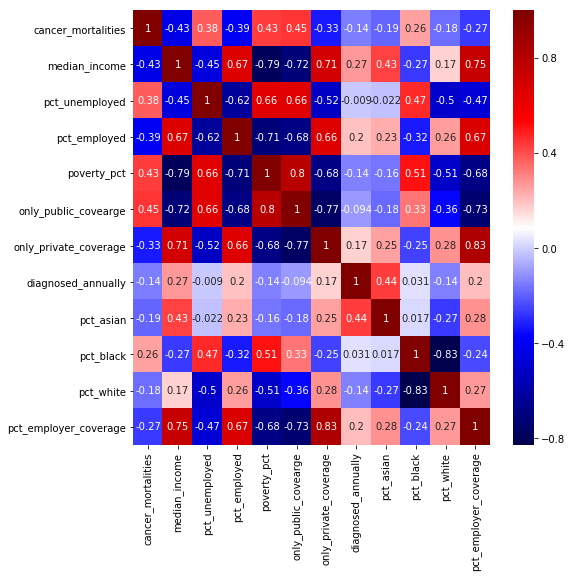 cancer_mortalities 1 -0.43 0.38 -0.39 0.43 0.45 -0.33 -0.14 -0.19 0.26 -0.18 -0.27
median_income -0.43 1 -0.45 0.67 -0.79 -0.72 0.71 0.27 0.43 -0.27 0.17 0.75
pct_unemployed 0.38 -0.45 1 -0.62 0.66 0.66 -0.52 -0.009 -0.022 0.47 -0.5 -0.47
pct_employed -0.39 0.67 -0.62 1 -0.71 -0.68 0.66 0.2 0.23 -0.32 0.26 0.67
poverty_pct 0.43 -0.79 0.66 -0.71 1 0.8 -0.68 -0.14 -0.16 0.51 -0.51 -0.68
only_public_covearge 0.45 -0.72 0.66 -0.68 0.8 1 -0.77 -0.094 -0.18 0.33 -0.36 -0.73
only_private_coverage -0.33 0.71 -0.52 0.66 -0.68 -0.77 1 0.17 0.25 -0.25 0.28 0.83
diagnosed_annually -0.14 0.27 -0.009 0.2 -0.14 -0.094 0.17 1 0.44 0.031 -0.14 0.2
pct_asian -0.19 0.43 -0.022 0.23 -0.16 -0.18 0.25 0.44 1 0.017 -0.27 0.28
pct_black 0.26 -0.27 0.47 -0.32 0.51 0.33 -0.25 0.031 0.017 1 -0.83 -0.24
pct_white -0.18 0.17 -0.5 0.26 -0.51 -0.36 0.28 -0.14 -0.27 -0.83 1 0.27
pct_employer_coverage -0.27 0.75 -0.47 0.67 -0.68 -0.73 0.83 0.2 0.28 -0.24 0.27 1
cancer_mortalities
median_income
pct_unemployed
pct_employed
poverty_pct
only_public_covearge
only_private_coverage
diagnosed_annually
pct_asian
pct_black
pct_white
pct_employer_coverage
0.8
0.4
0.0
-0.4
-0.8